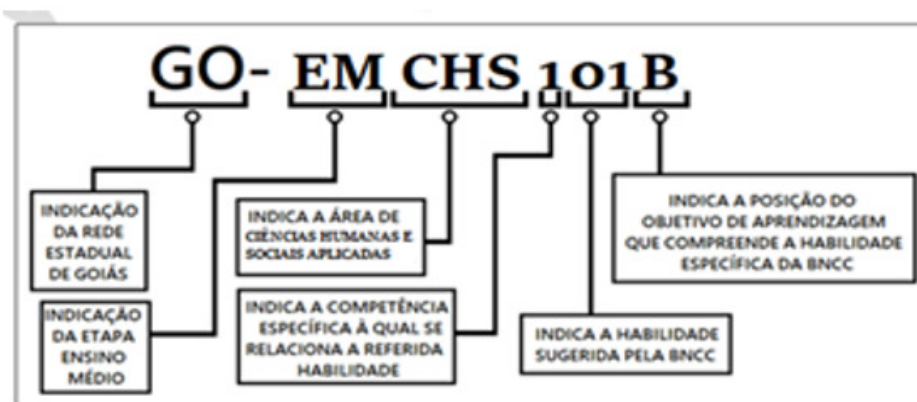 GO- EM CHS 101B
INDICAÇÃO
DA REDE
ESTADUAL
DE GOIÁS
INDICAÇÃO
DA ETAPA
ENSINO
MÉDIO
INDICA A ÁREA DE
CIÊNCIAS HUMANAS E
SOCIAIS APLICADAS
INDICA A COMPETÊNCIA
ESPECÍFICA À QUAL SE
RELACIONA A REFERIDA
HABILIDADE
INDICA A HABILIDADE
SUGERIDA PELA BNCC
INDICA A POSIÇÃO DO
OBJETIVO DE APRENDIZAGEM
QUE COMPREENDE A HABILIDADE
ESPECÍFICA DA BNCC